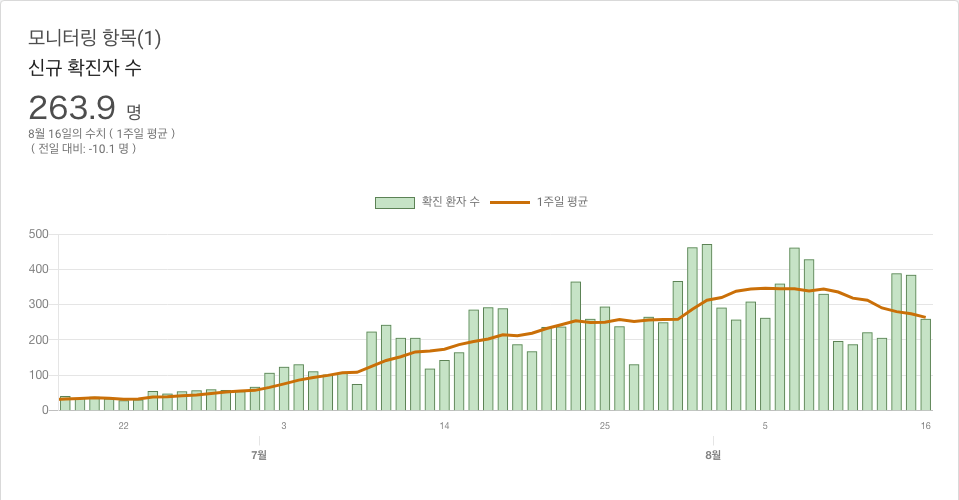 모니터링 항목(1)
신규 확진자 수
263.9 명
8월 16일의 수치 ( 1주일 평균 )
( 전일 대비: -10.1 명 )
확진 환자 수 1주일 평균
500
400
300
200
100
0
22 3 14 25 5 16
7월 8월